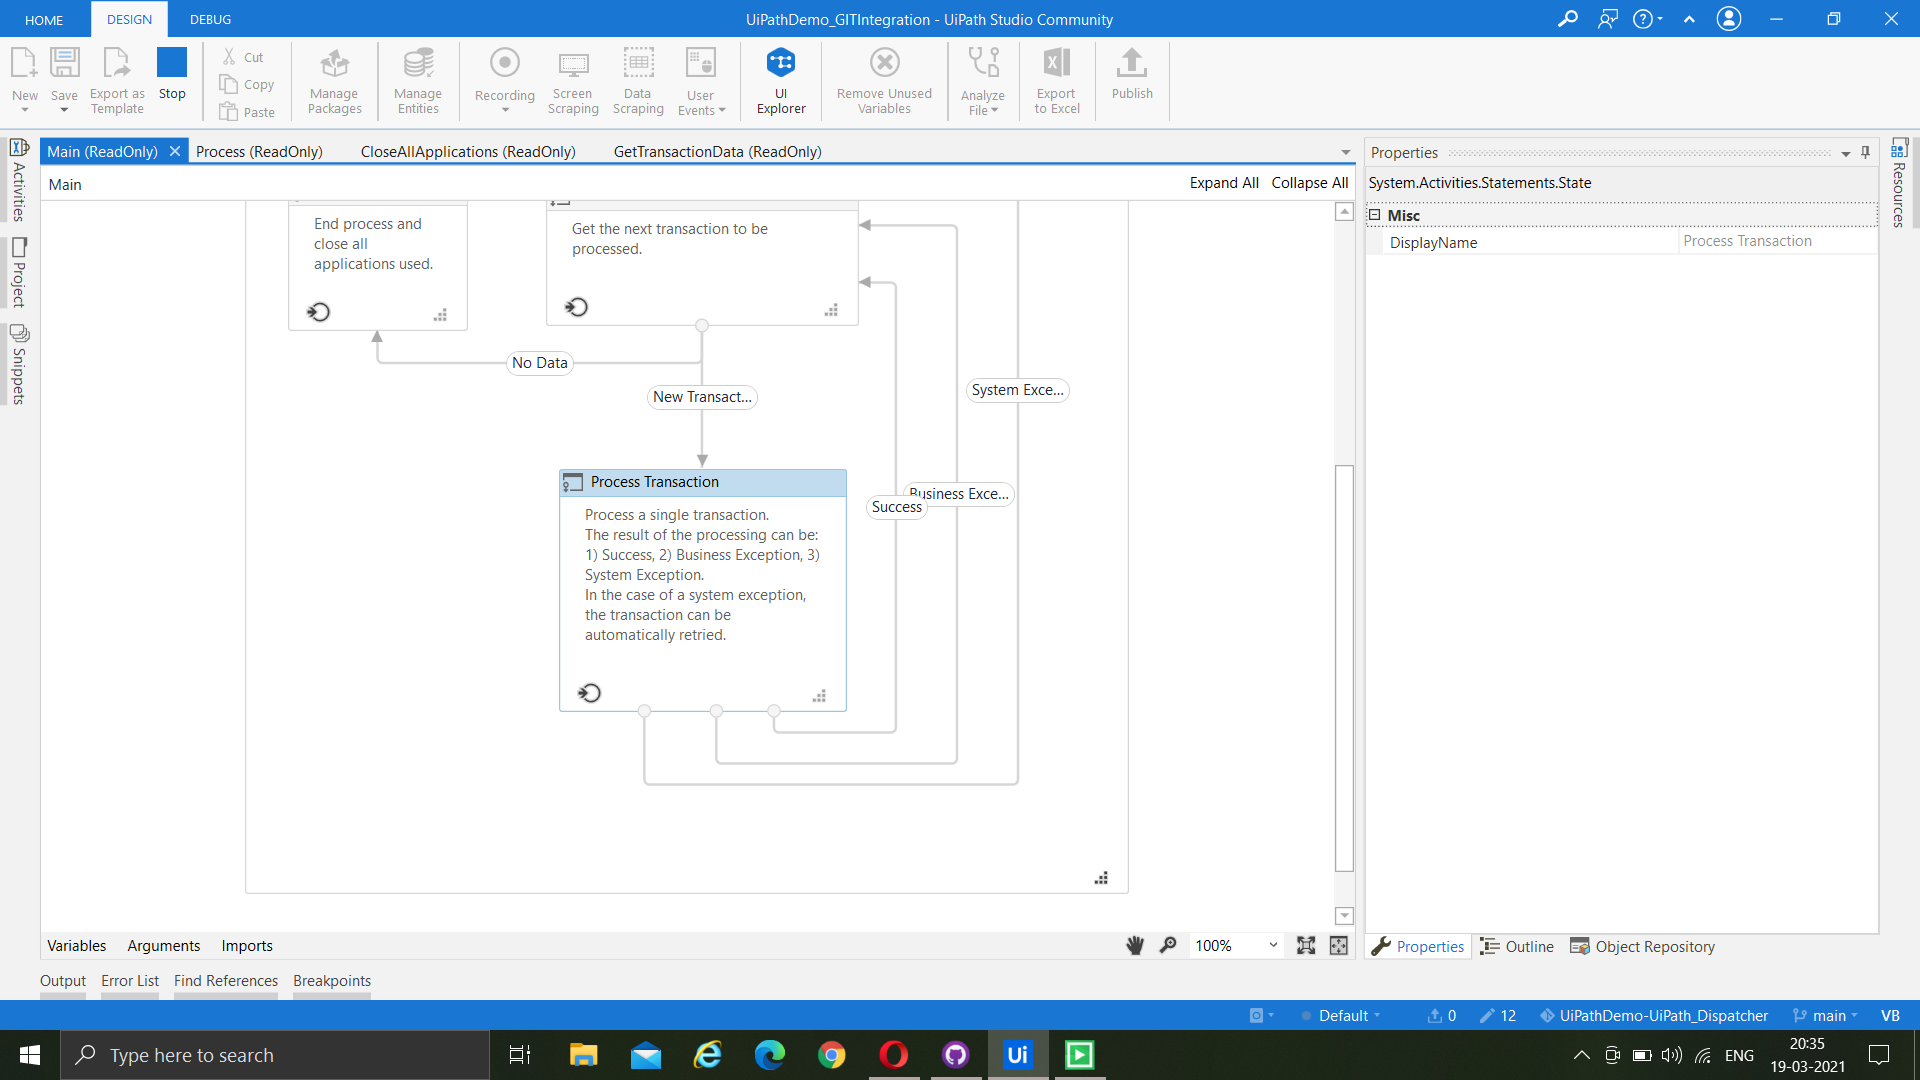 HOME DESIGN DEBUG
UiPathDemo_GITIntegration - UiPath Studio Community
New
Save
Export as
Template
Stop
Cut
Copy
Paste
Manage
Packages
Manage
Entities
Recording
Screen
Scraping
Data
Scraping
User
Events
UI
Explorer
Remove Unused
Variables
Analyze
File
Export
to Excel
Publish
Activities
Project
Snippets
Main (ReadOnly) Process (ReadOnly) CloseAllApplications (ReadOnly) GetTransactionData (ReadOnly)
Main
Expand All Collapse All
End process and
close all
applications used.
Get the next transaction to be
processed.
No Data
New Transact...
System Exce...
Business Exce...
Success
Process Transaction
Process a single transaction.
The result of the processing can be:
1) Success, 2) Business Exception, 3)
System Exception.
In the case of a system exception,
the transaction can be
automatically retried.
Properties
System.Activities.Statements.State
Misc
DisplayName Process Transaction
Resources
Variables Arguments Imports
100%
Properties Outline Object Repository
Output Error List Find References Breakpoints
Default 0 12 UiPathDemo-UiPath_Dispatcher main VB
Type here to search
Ui
ENG
20:35
19-03-2021